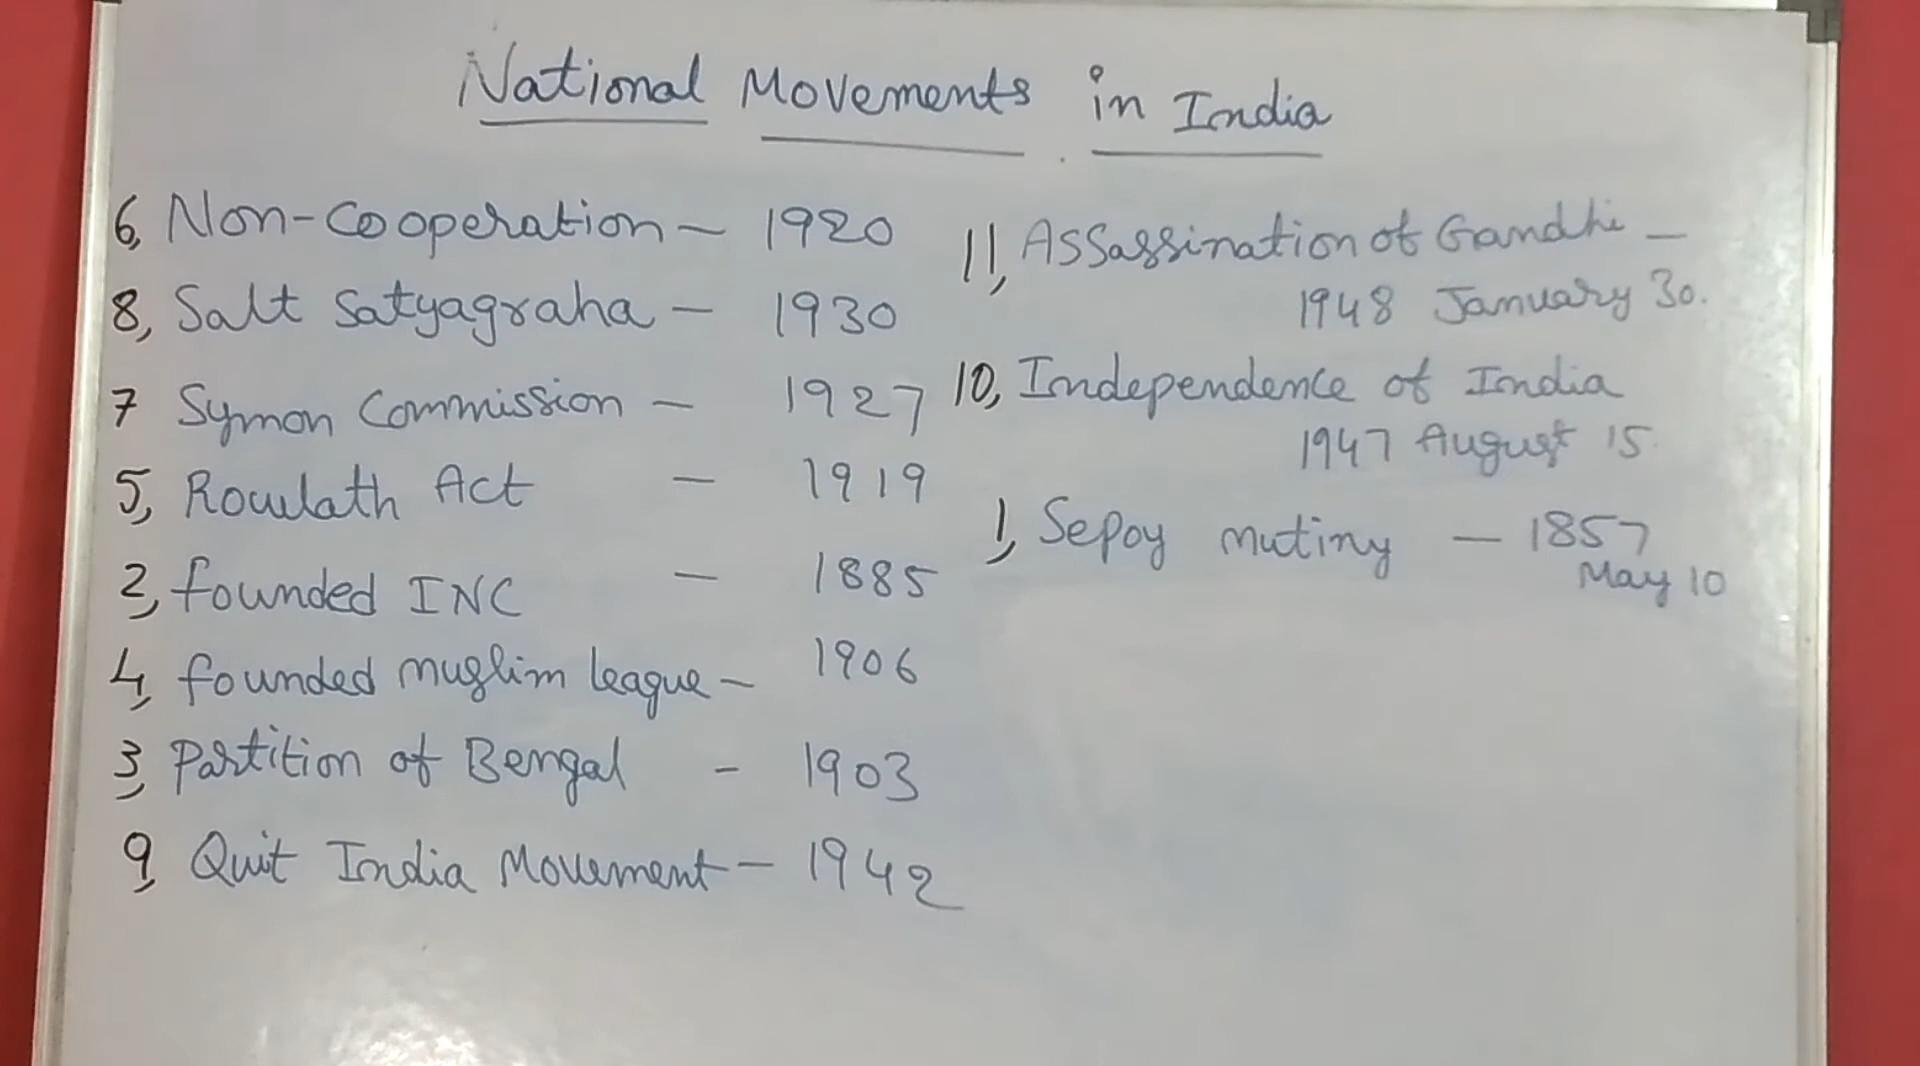 National Movements in India
6, Non-Cooperation - 1920
8, Salt Satyagraha - 1930
7 Symon Commission - 1927
5, Rowlath Act - 1919
2, founded INC - 1885
4, founded muslim league - 1906
3, Partition of Bengal - 1903
9, Quit India Movement - 1942
11, Assassination of Gandhi -
1948 January 30.
10, Independence of India
1947 August 15
1, Sepoy mutiny - 1857
May 10